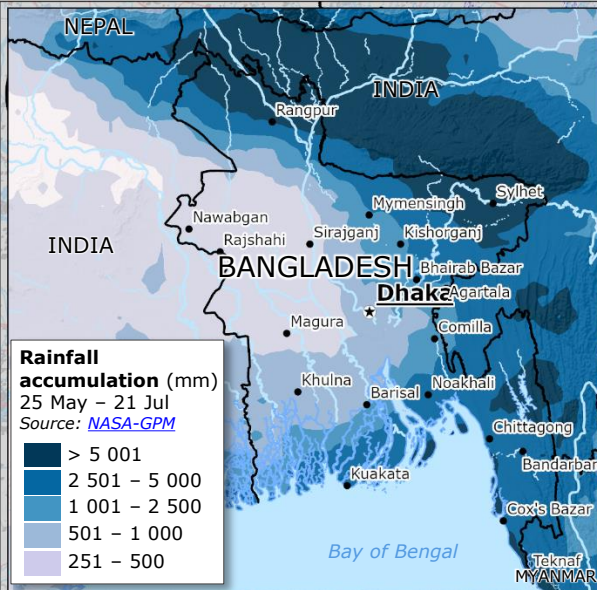 NEPAL
INDIA
Rangpur
Sylhet
Mymensingh
Nawabgan
Sirajganj
Kishorganj
INDIA
Rajshahi
BANGLADESH
Bhairab Bazar
Dhaka
Agartala
Magura
Comilla
Rainfall
accumulation (mm)
25 May – 21 Jul
Source: NASA-GPM
> 5 001
2 501 – 5 000
1 001 – 2 500
501 – 1 000
251 – 500
Khulna
Barisal
Noakhali
Chittagong
Bandarban
Kuakata
Cox's Bazar
Bay of Bengal
Teknaf
MYANMAR